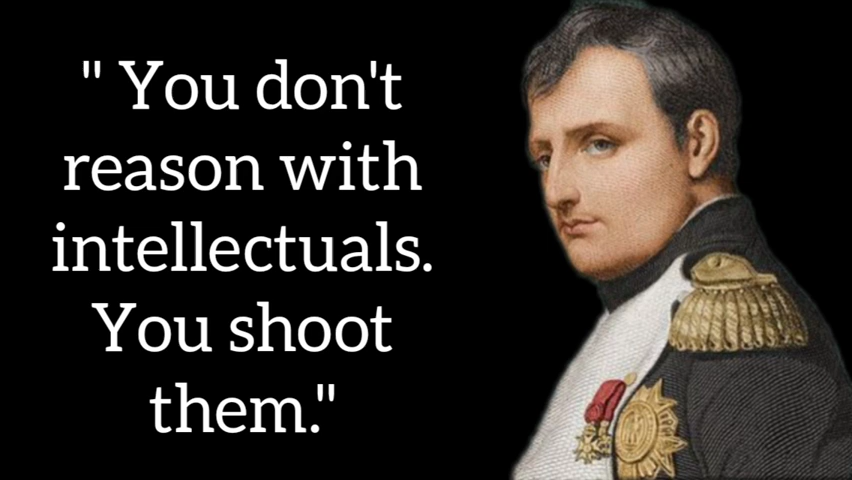 " You don't
reason with
intellectuals.
You shoot
them."